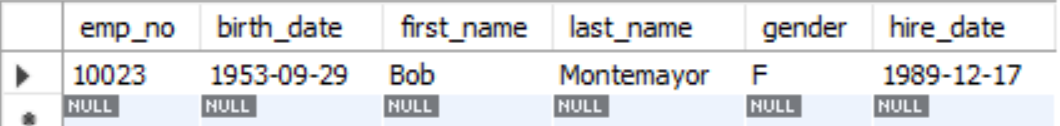 emp_no birth_date first_name last_name gender hire_date
10023 1953-09-29 Bob Montemayor F 1989-12-17
NULL NULL NULL NULL NULL NULL